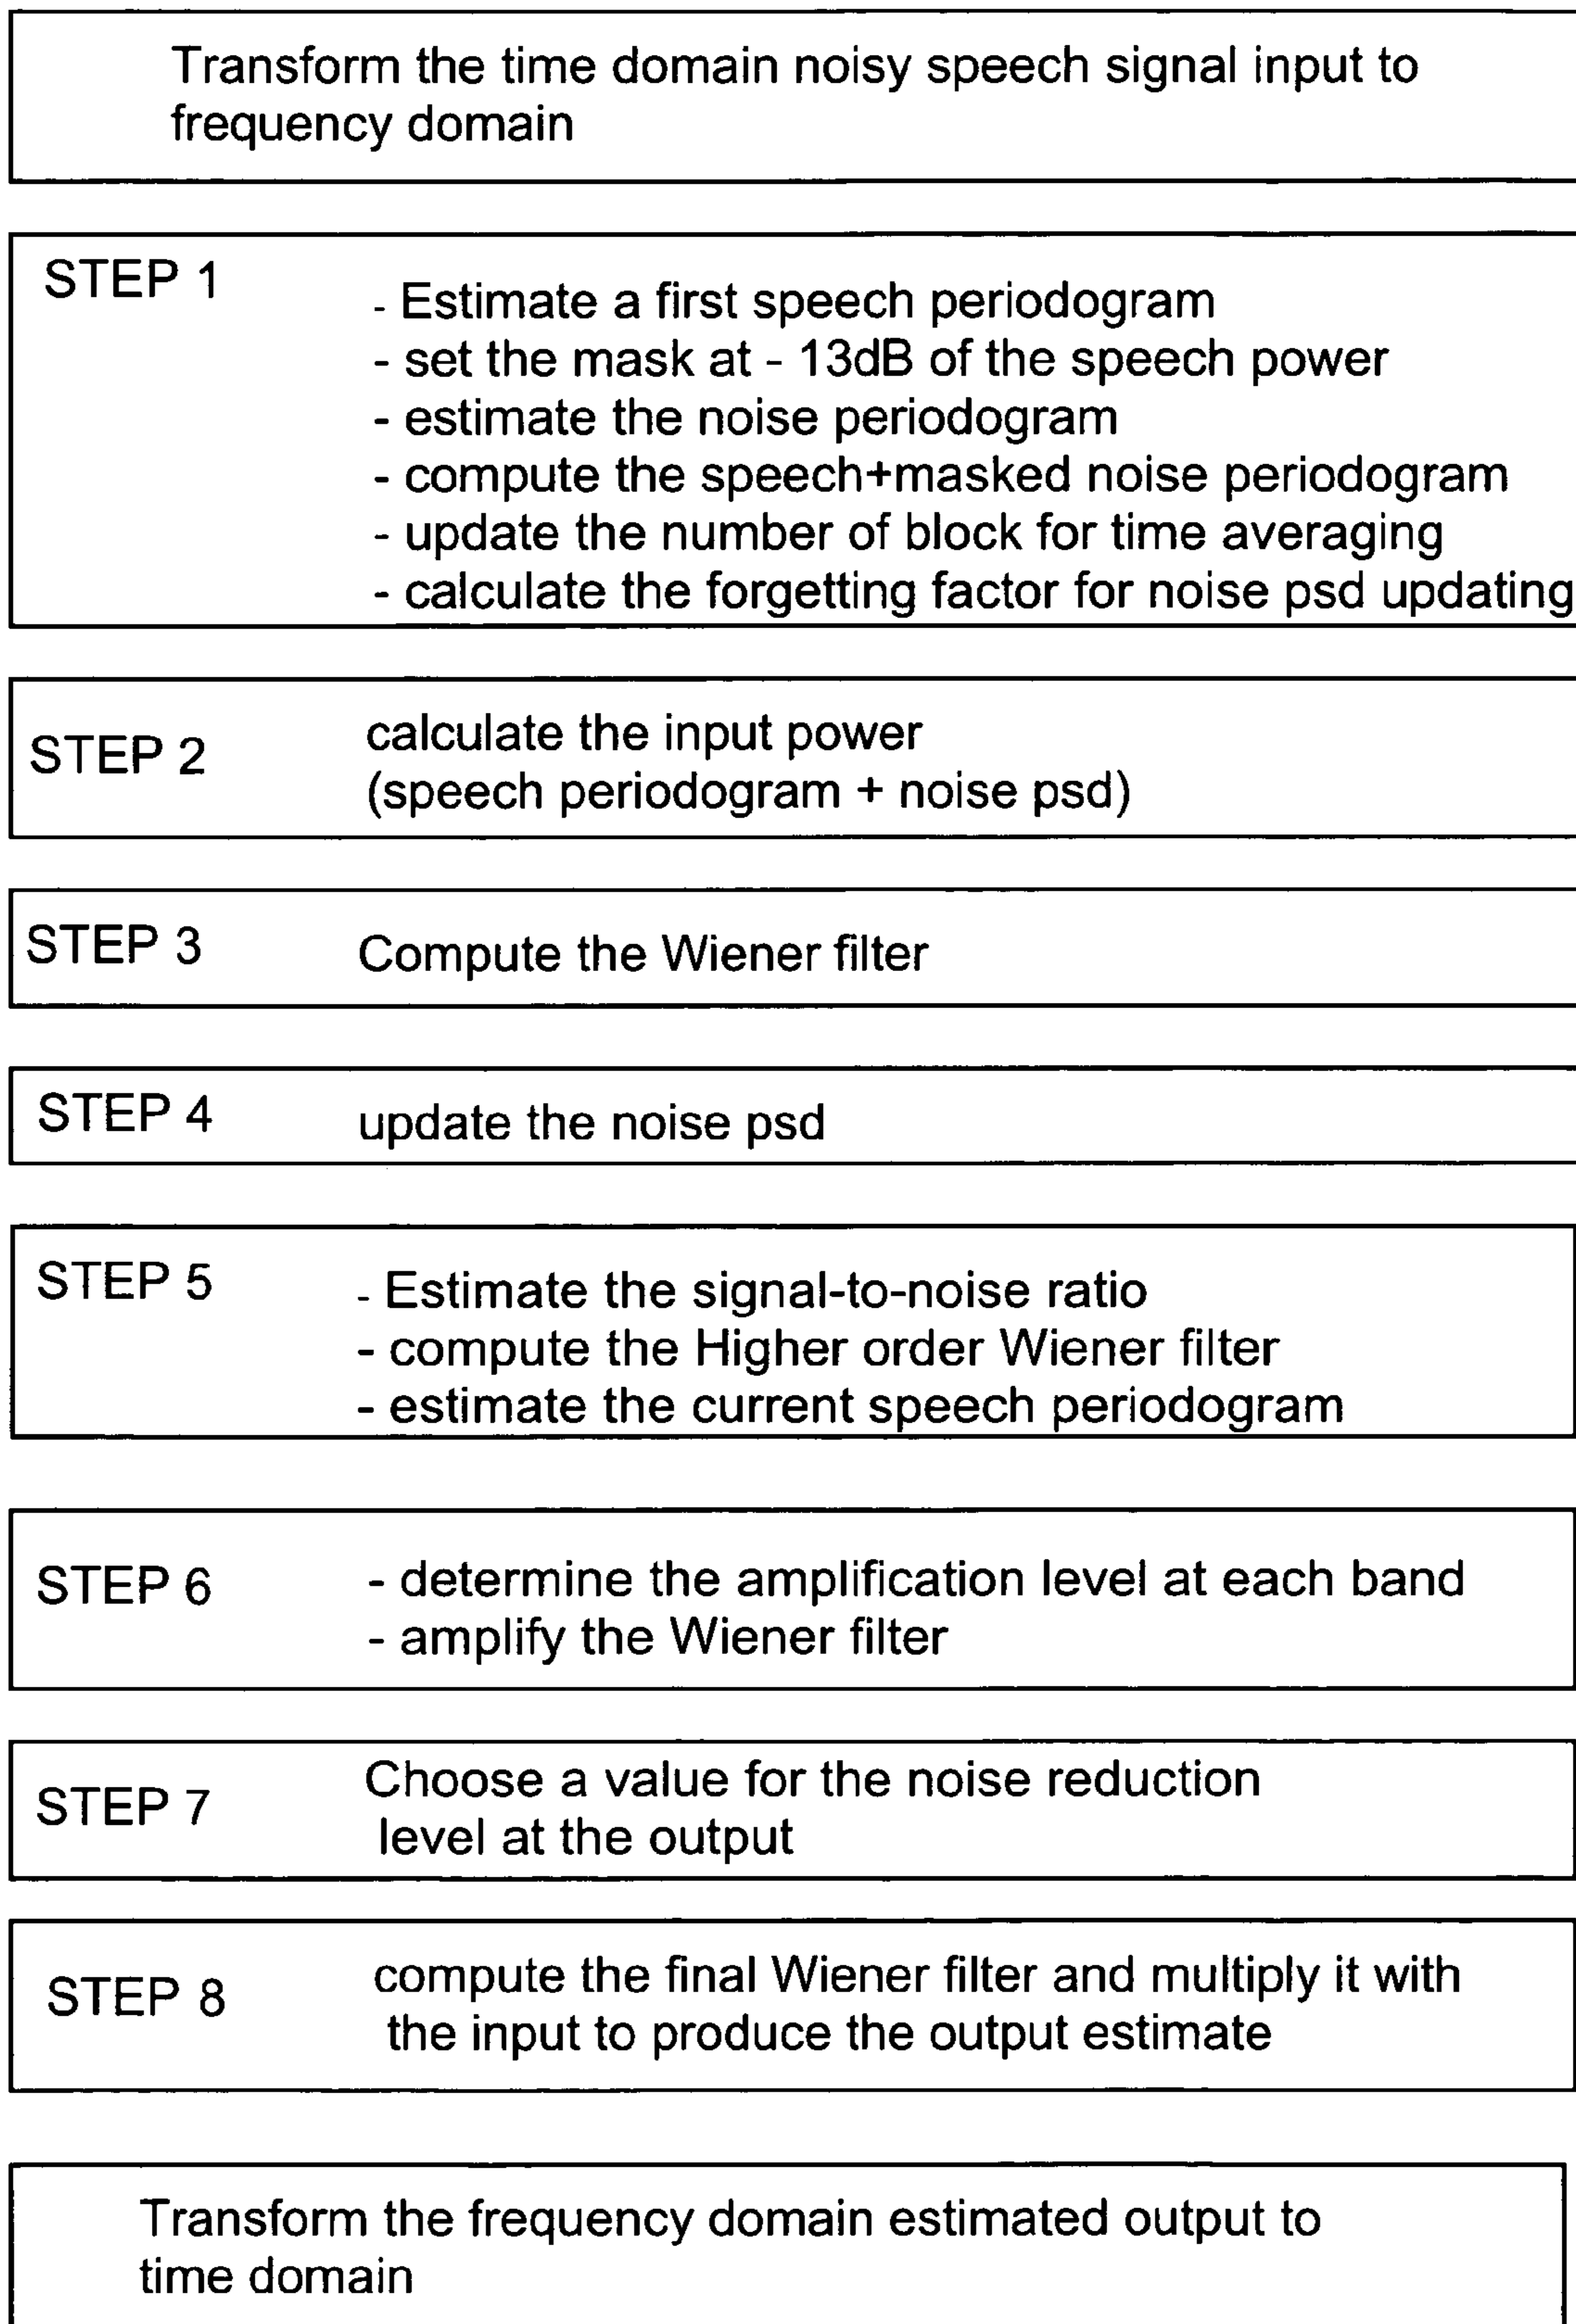 Transform the time domain noisy speech signal input to
frequency domain
STEP 1
- Estimate a first speech periodogram
- set the mask at - 13dB of the speech power
- estimate the noise periodogram
- compute the speech+masked noise periodogram
- update the number of block for time averaging
- calculate the forgetting factor for noise psd updating
STEP 2
calculate the input power
(speech periodogram + noise psd)
STEP 3
Compute the Wiener filter
STEP 4
update the noise psd
STEP 5
- Estimate the signal-to-noise ratio
- compute the Higher order Wiener filter
- estimate the current speech periodogram
STEP 6
- determine the amplification level at each band
- amplify the Wiener filter
STEP 7
Choose a value for the noise reduction
level at the output
STEP 8
compute the final Wiener filter and multiply it with
the input to produce the output estimate
Transform the frequency domain estimated output to
time domain